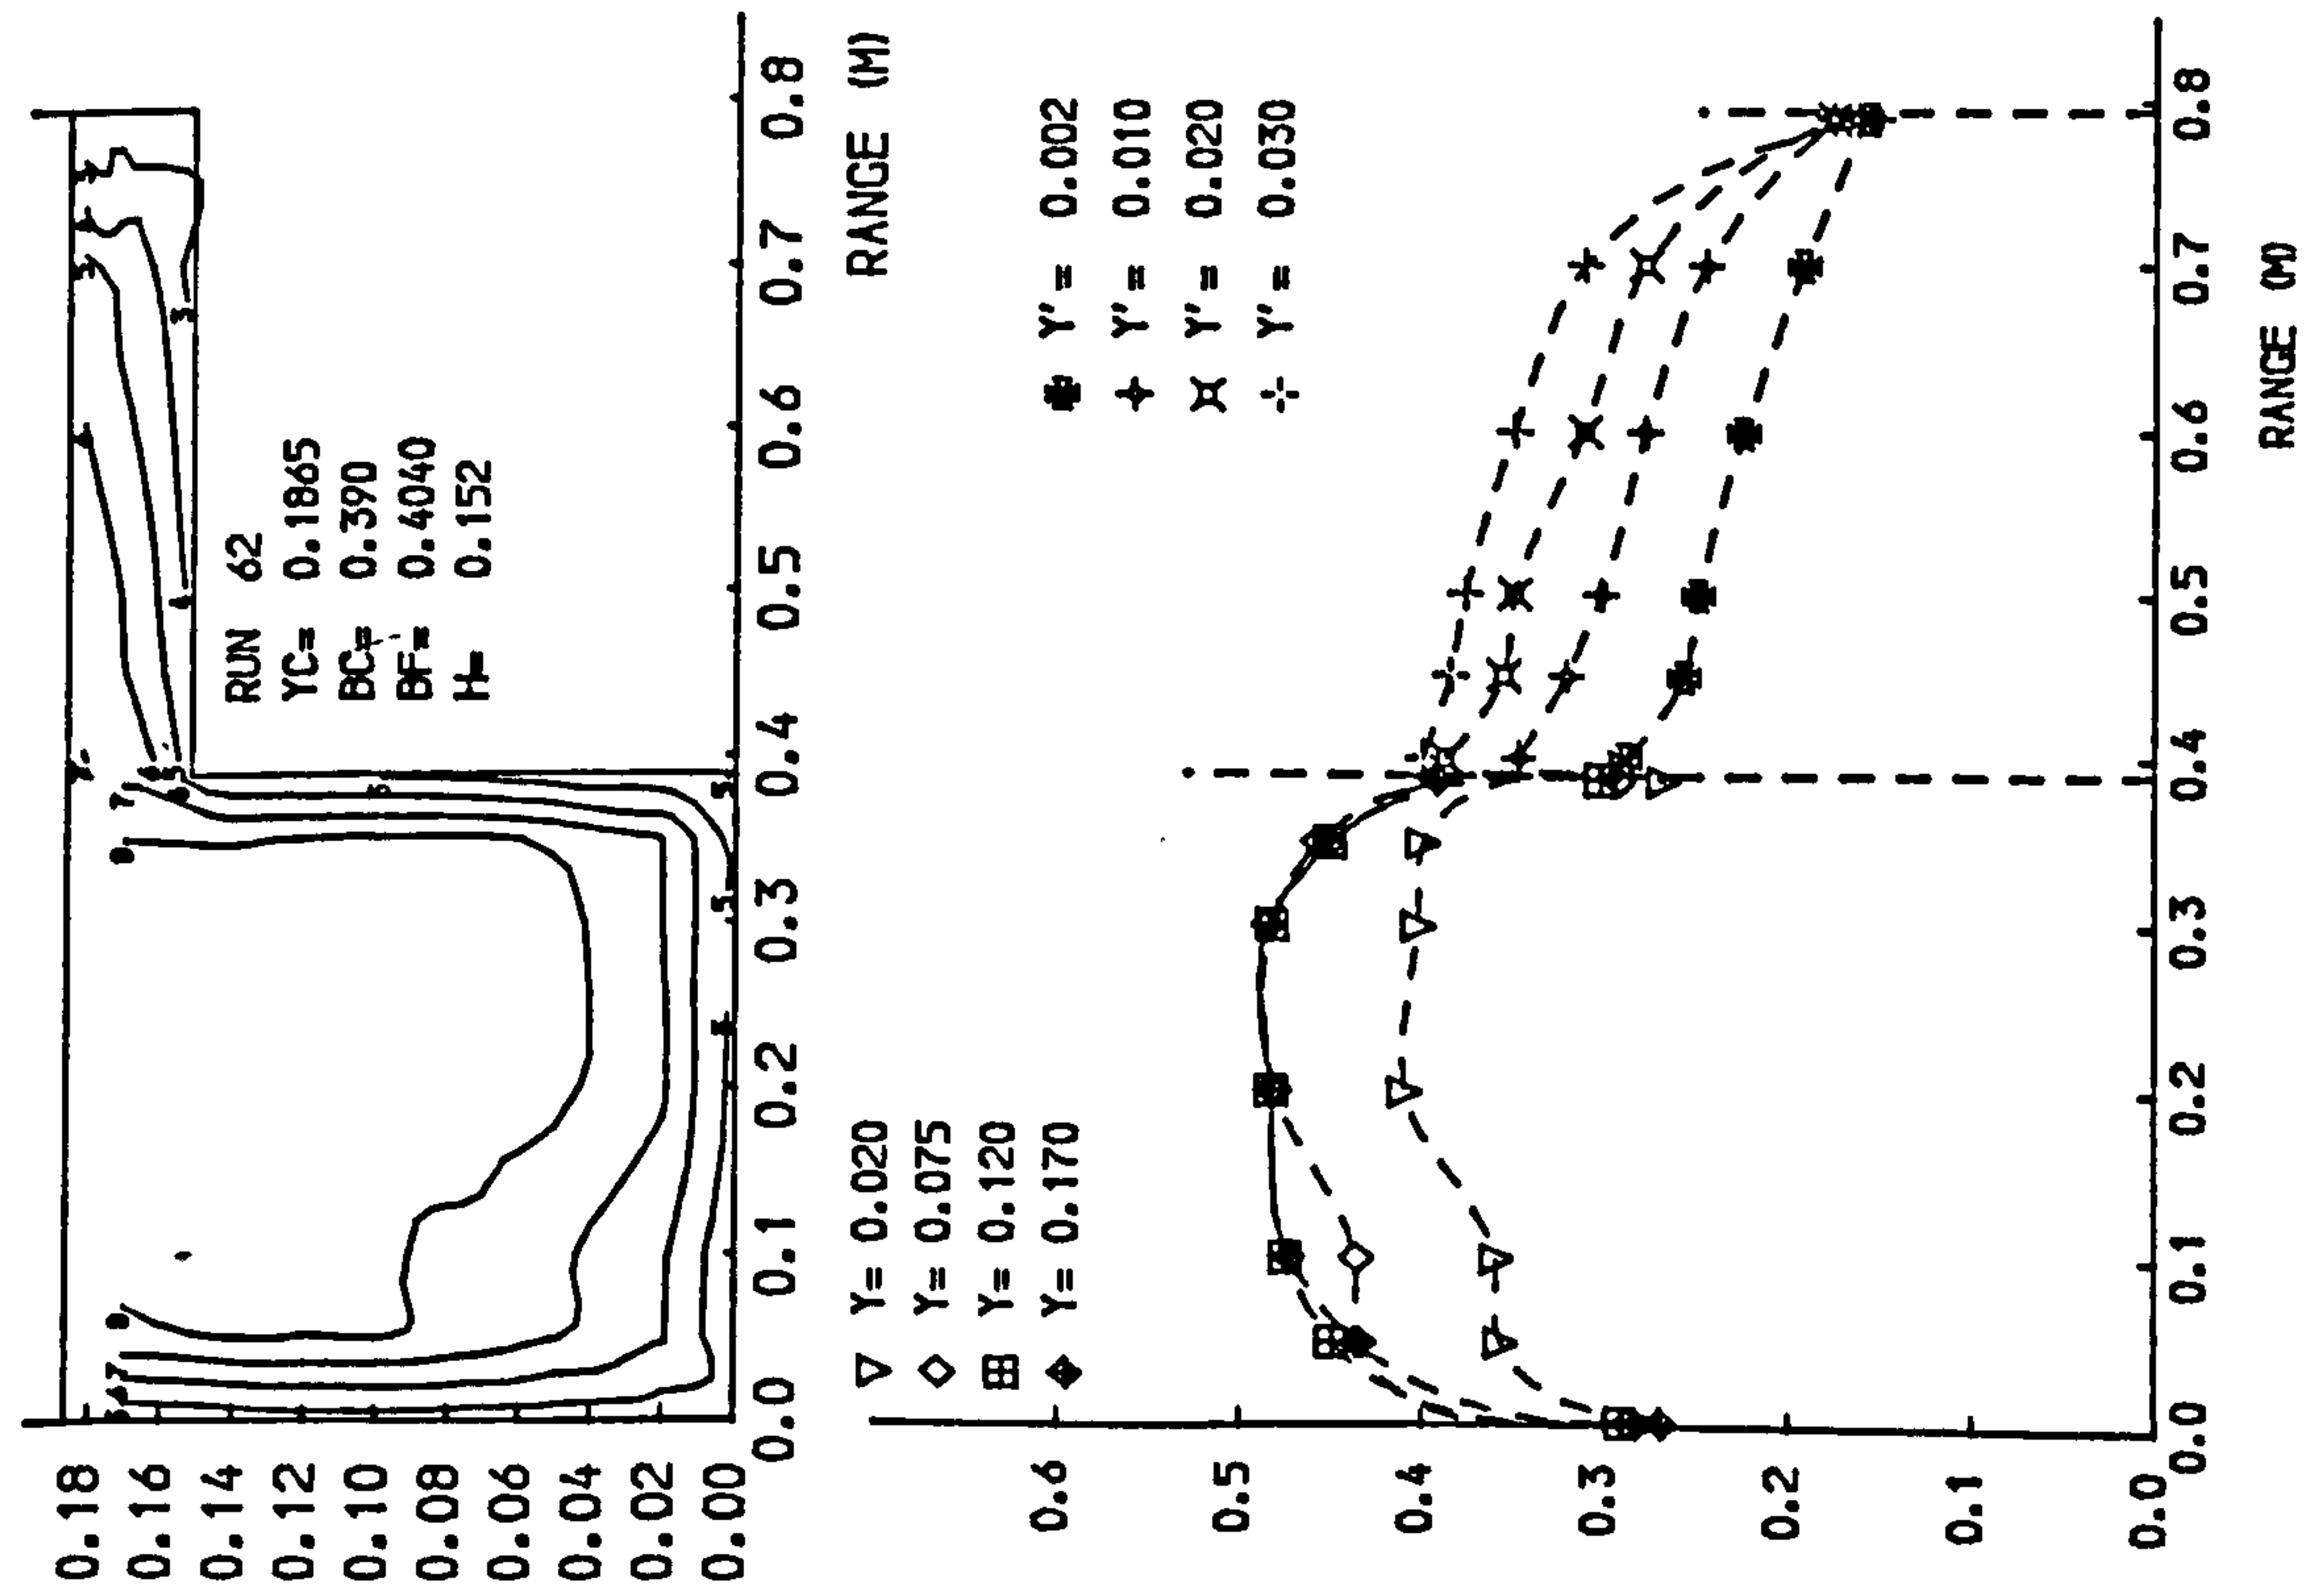 0.18
0.16
0.14
0.12
0.10
0.08
0.06
0.04
0.02
0.00
RUN 62
YC= 0.1865
BC= 0.390
BF= 0.4040
H= 0.152
0.0 0.1 0.2 0.3 0.4 0.5 0.6 0.7 0.8
RANGE (M)
Y= 0.020
Y= 0.075
Y= 0.120
Y= 0.170
Y'= 0.002
Y'= 0.010
Y'= 0.020
Y'= 0.030
0.6
0.5
0.4
0.3
0.2
0.1
0.0
0.0 0.1 0.2 0.3 0.4 0.5 0.6 0.7 0.8
RANGE (M)